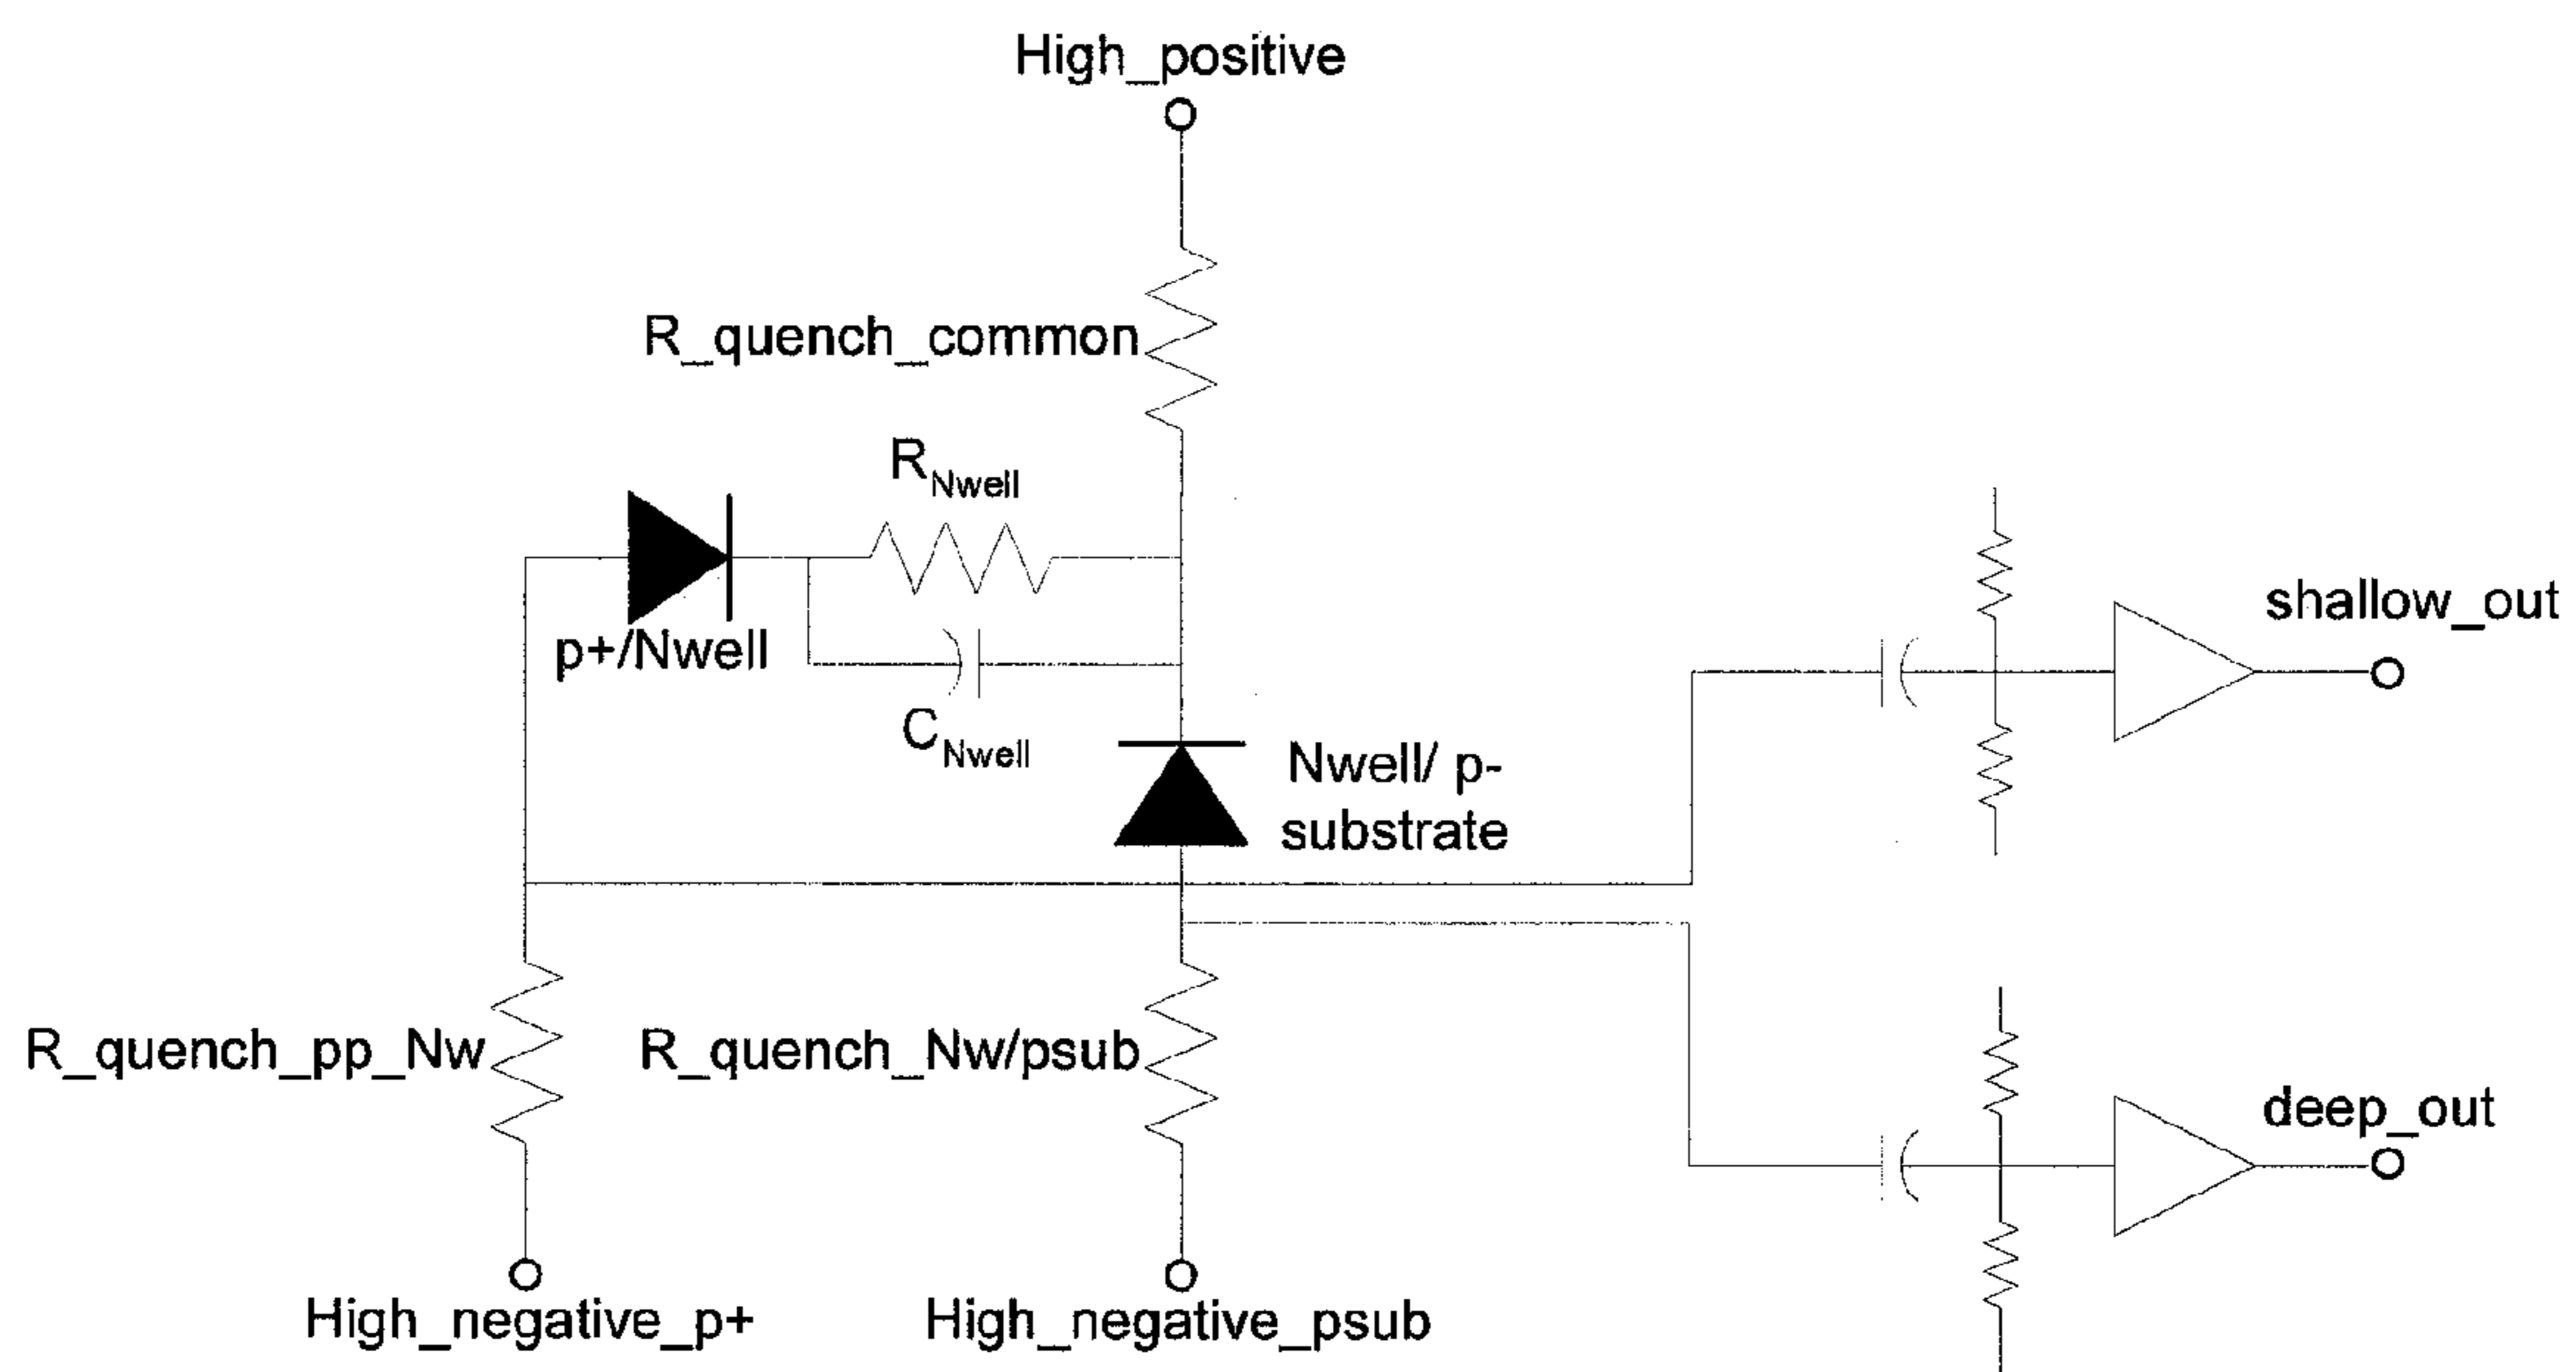 High_positive
R_quench_common
RNwell
p+/Nwell
CNwell
Nwell/ p-
substrate
shallow_out
R_quench_pp_Nw
R_quench_Nw/psub
deep_out
High_negative_p+
High_negative_psub